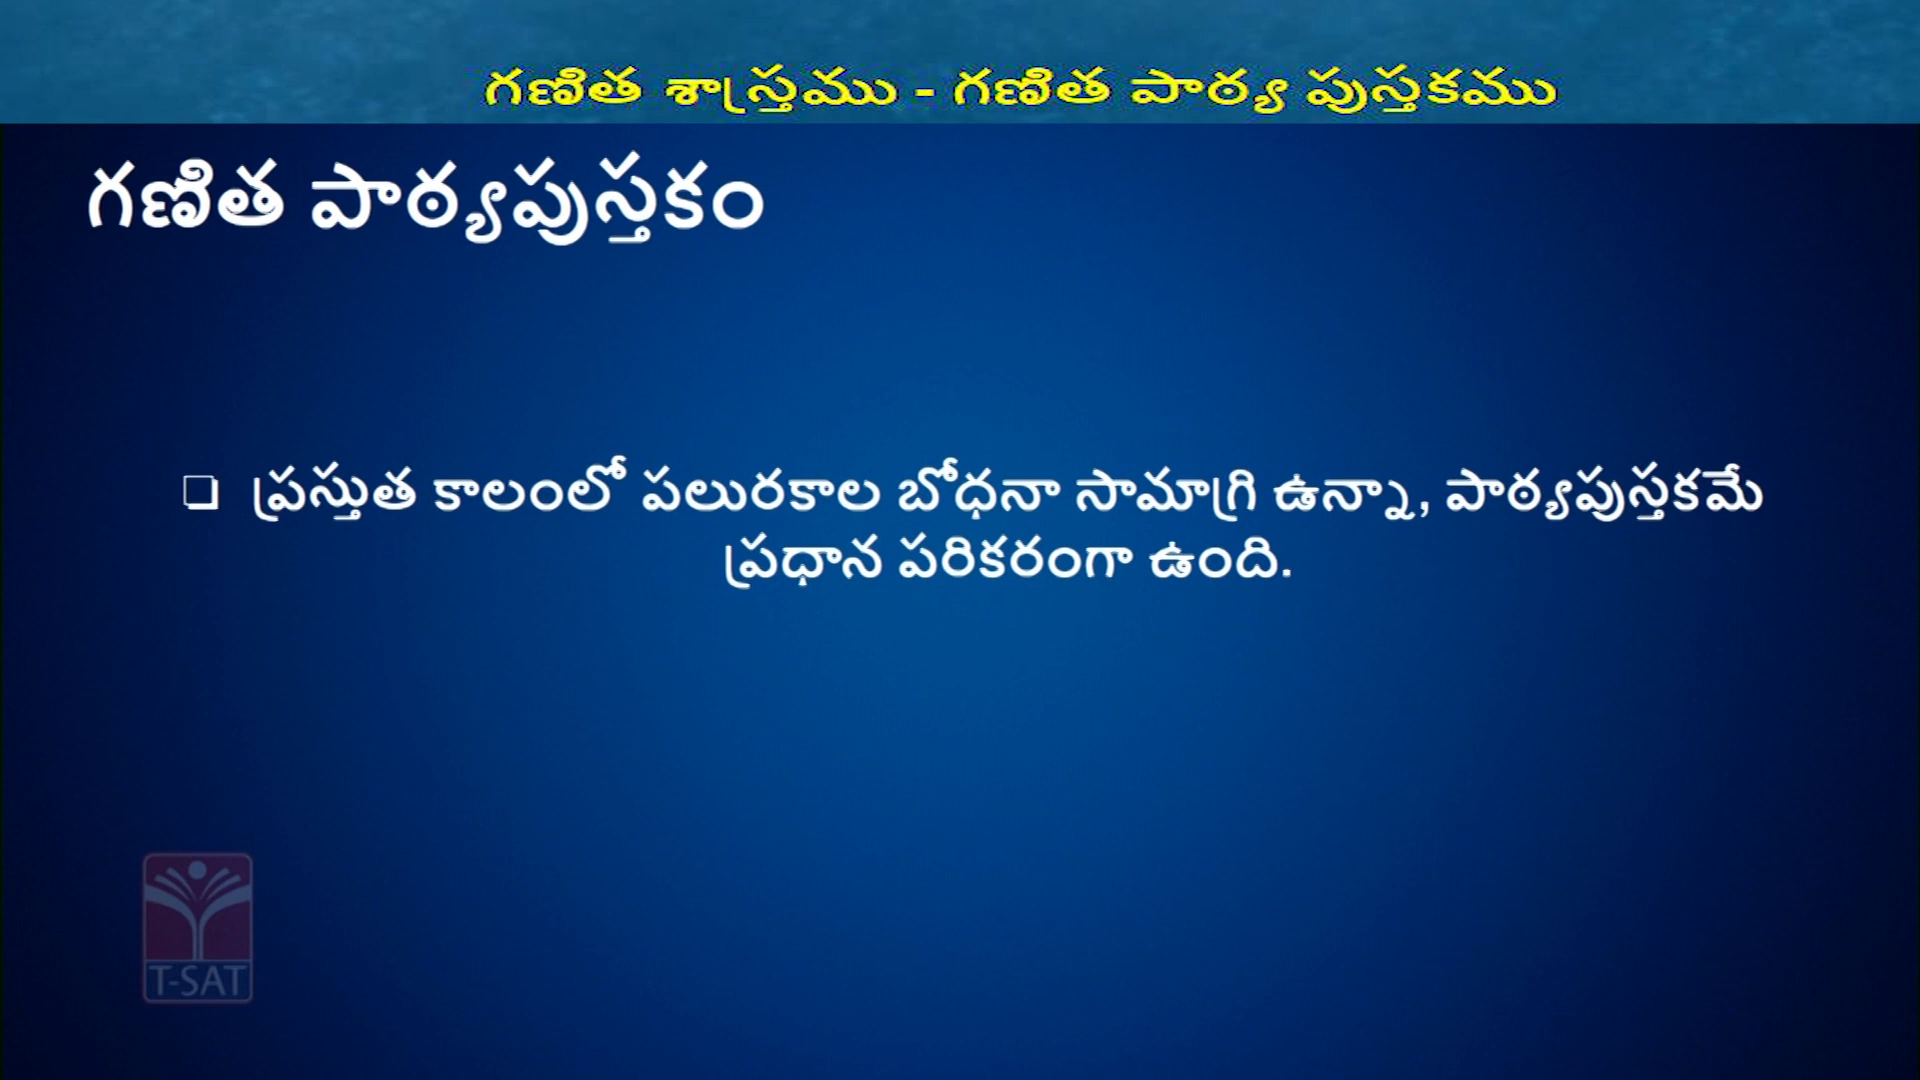 గణిత శాస్త్రము - గణిత పాఠ్య పుస్తకము
గణిత పాఠ్యపుస్తకం
❑ ప్రస్తుత కాలంలో పలురకాల బోధనా సామాగ్రి ఉన్నా, పాఠ్యపుస్తకమే
ప్రధాన పరికరంగా ఉంది.
T-SAT